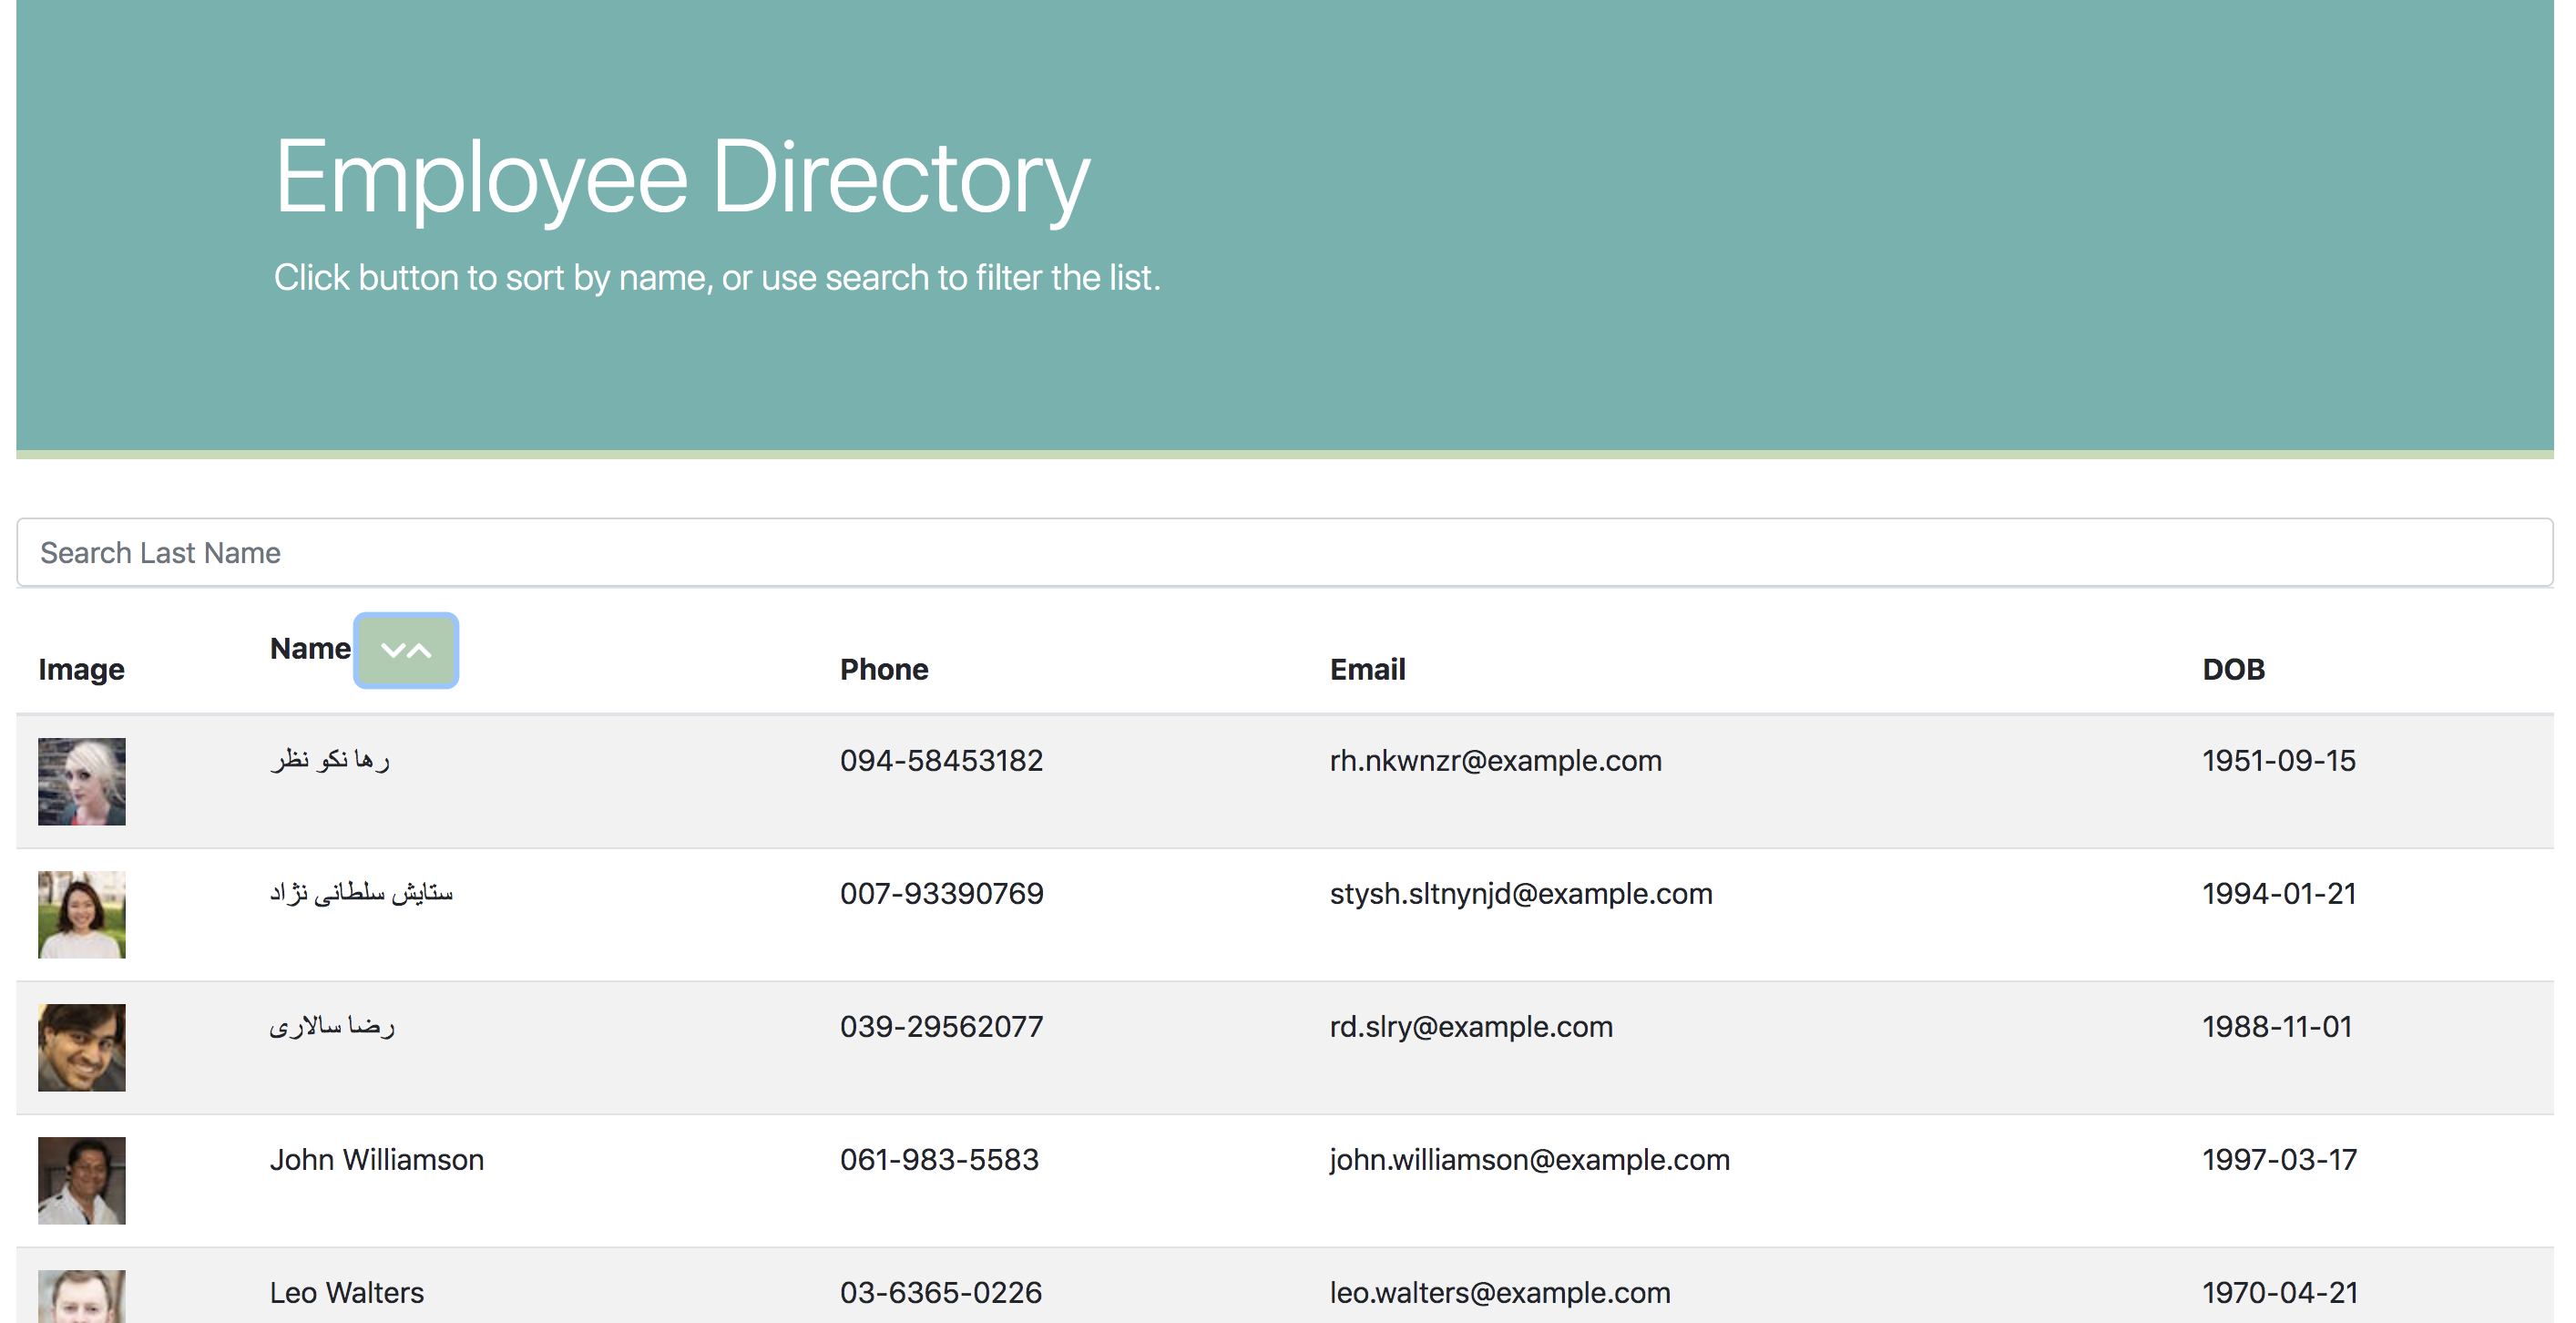 Employee Directory
Click button to sort by name, or use search to filter the list.
Search Last Name
Image Name Phone Email DOB
رها نکو نظر 094-58453182 rh.nkwnzr@example.com 1951-09-15
ستایش سلطانی نژاد 007-93390769 stysh.sltnynjd@example.com 1994-01-21
رضا سالاری 039-29562077 rd.slry@example.com 1988-11-01
John Williamson 061-983-5583 john.williamson@example.com 1997-03-17
Leo Walters 03-6365-0226 leo.walters@example.com 1970-04-21